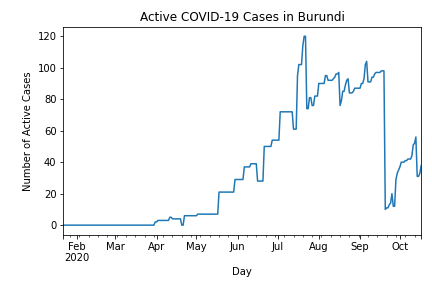 Active COVID-19 Cases in Burundi
Number of Active Cases
120
100
80
60
40
20
0
Feb Mar Apr May Jun Jul Aug Sep Oct
2020
Day